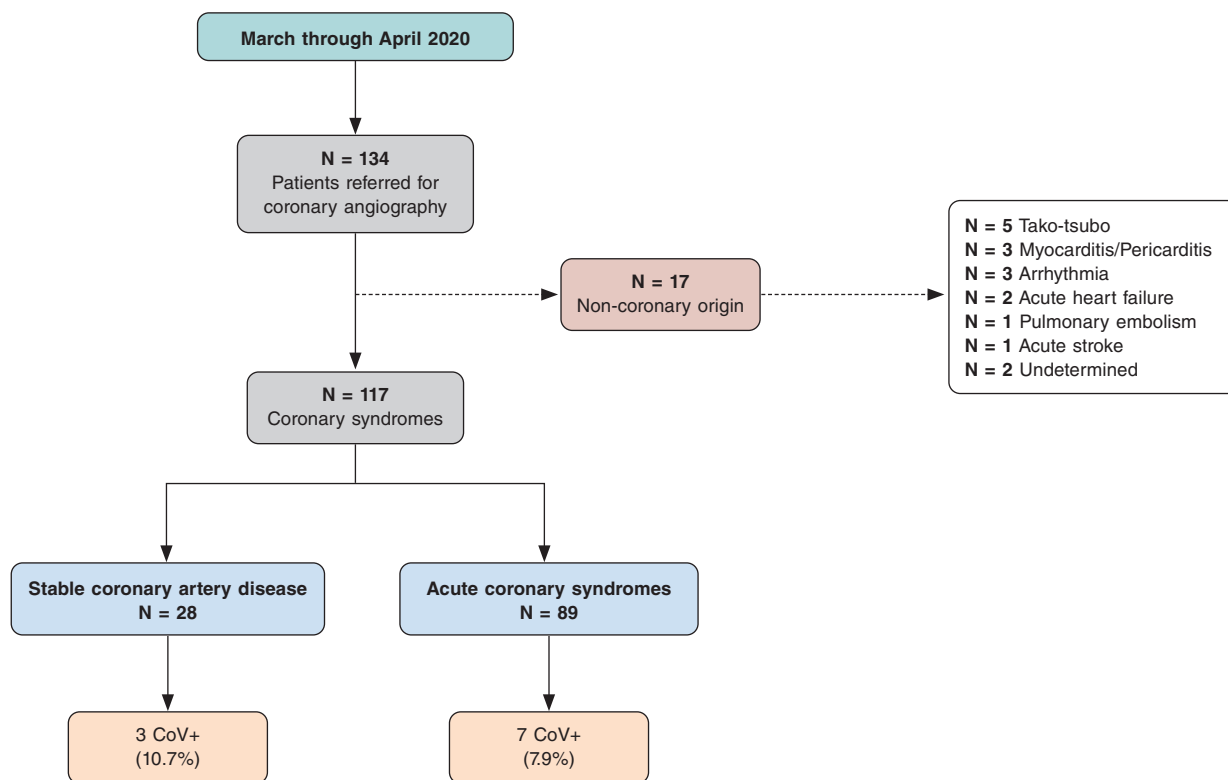 March through April 2020
N = 134
Patients referred for
coronary angiography
N = 17
Non-coronary origin
N = 5 Tako-tsubo
N = 3 Myocarditis/Pericarditis
N = 3 Arrhythmia
N = 2 Acute heart failure
N = 1 Pulmonary embolism
N = 1 Acute stroke
N = 2 Undetermined
N = 117
Coronary syndromes
Stable coronary artery disease
N = 28
Acute coronary syndromes
N = 89
3 CoV+
(10.7%)
7 CoV+
(7.9%)